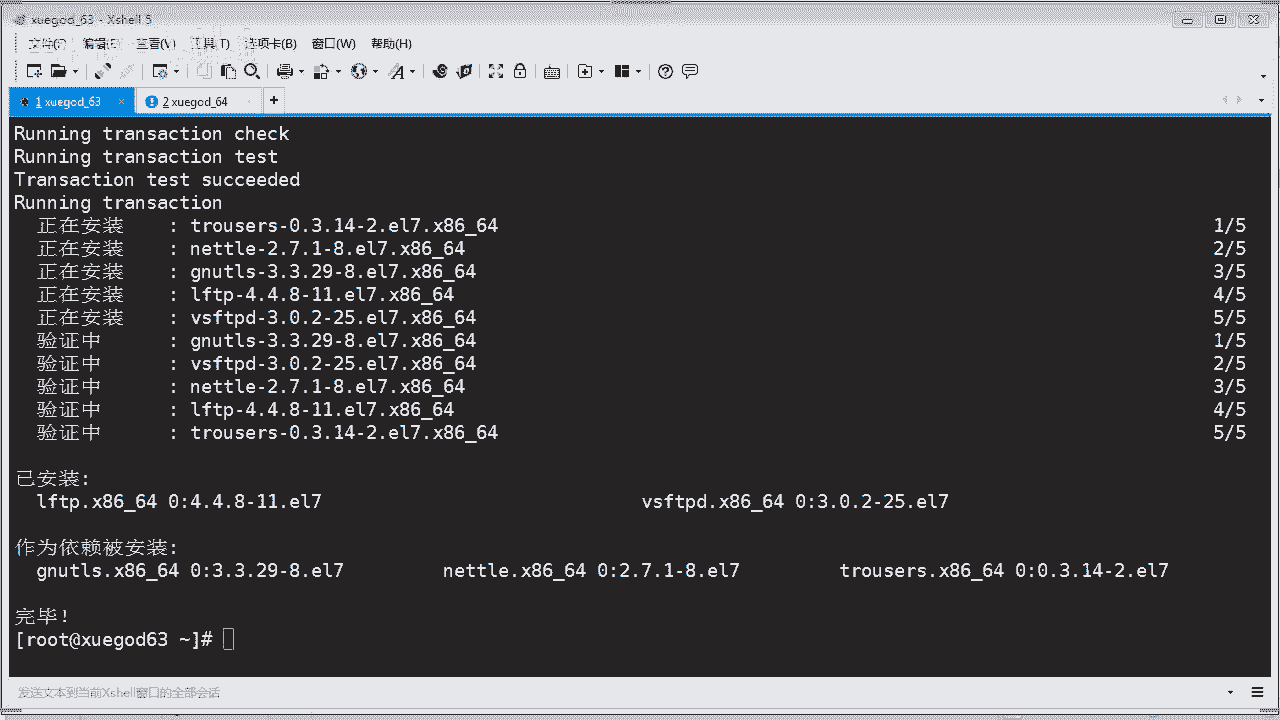 xuegod_63 - Xshell 5
文件(F) 编辑(E) 查看(V) 工具(T) 选项卡(B) 窗口(W) 帮助(H)
1 xuegod_63 × 2 xuegod_64 +
Running transaction check
Running transaction test
Transaction test succeeded
Running transaction
正在安装 : trousers-0.3.14-2.el7.x86_64 1/5
正在安装 : nettle-2.7.1-8.el7.x86_64 2/5
正在安装 : gnutls-3.3.29-8.el7.x86_64 3/5
正在安装 : lftp-4.4.8-11.el7.x86_64 4/5
正在安装 : vsftpd-3.0.2-25.el7.x86_64 5/5
验证中 : gnutls-3.3.29-8.el7.x86_64 1/5
验证中 : vsftpd-3.0.2-25.el7.x86_64 2/5
验证中 : nettle-2.7.1-8.el7.x86_64 3/5
验证中 : lftp-4.4.8-11.el7.x86_64 4/5
验证中 : trousers-0.3.14-2.el7.x86_64 5/5
已安装:
lftp.x86_64 0:4.4.8-11.el7 vsftpd.x86_64 0:3.0.2-25.el7
作为依赖被安装:
gnutls.x86_64 0:3.3.29-8.el7 nettle.x86_64 0:2.7.1-8.el7 trousers.x86_64 0:0.3.14-2.el7
完毕！
[root@xuegod63 ~]#
发送文本到当前Xshell窗口的全部会话